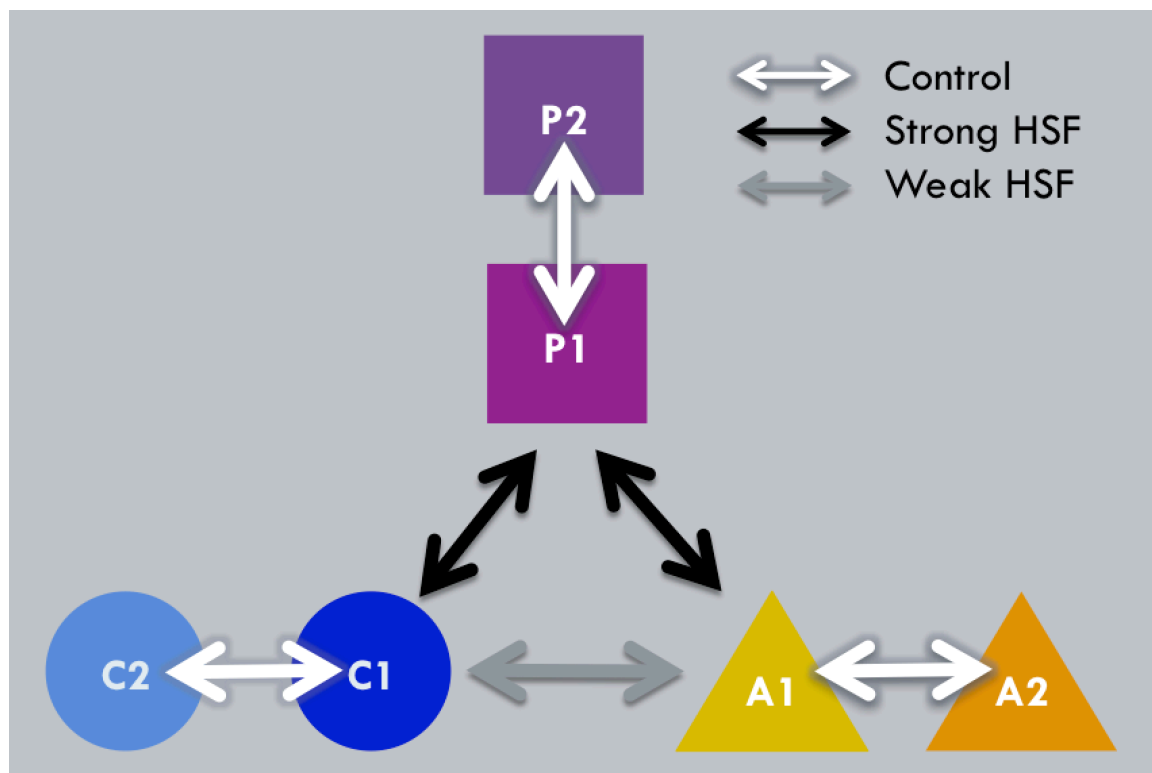 P2
Control
Strong HSF
Weak HSF
P1
C2
C1
A1
A2